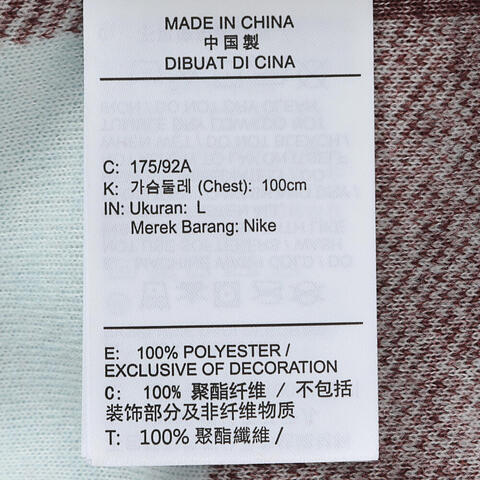 MADE IN CHINA
中国製
DIBUAT DI CINA
C: 175/92A
K: 가슴둘레 (Chest): 100cm
IN: Ukuran: L
Merek Barang: Nike
E: 100% POLYESTER /
EXCLUSIVE OF DECORATION
C: 100% 聚酯纤维 / 不包括
装饰部分及非纤维物质
T: 100% 聚酯纖維 /